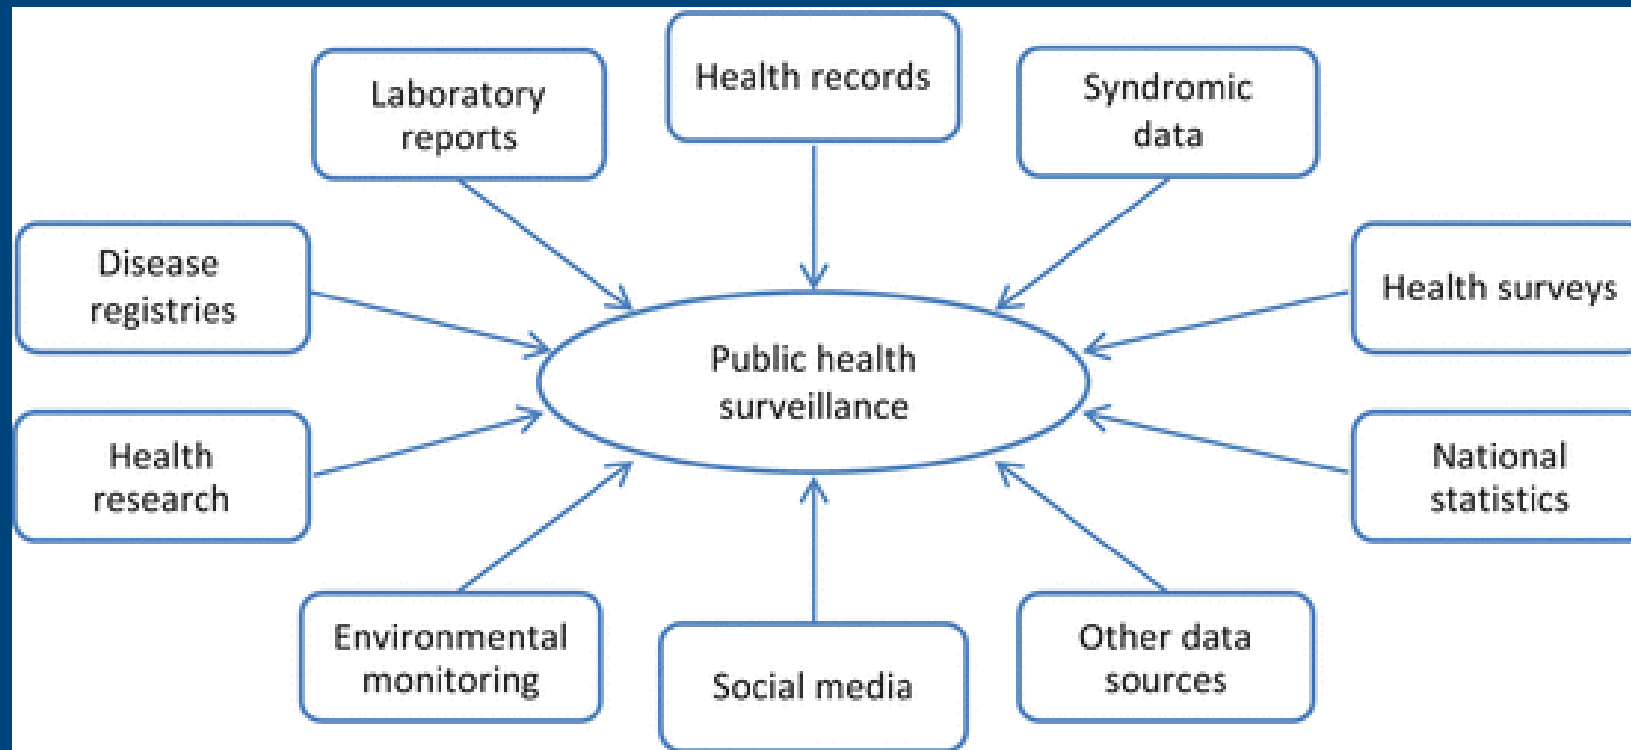 Health records
Laboratory
reports
Syndromic
data
Disease
registries
Health surveys
Public health
surveillance
Health
research
National
statistics
Environmental
monitoring
Social media
Other data
sources